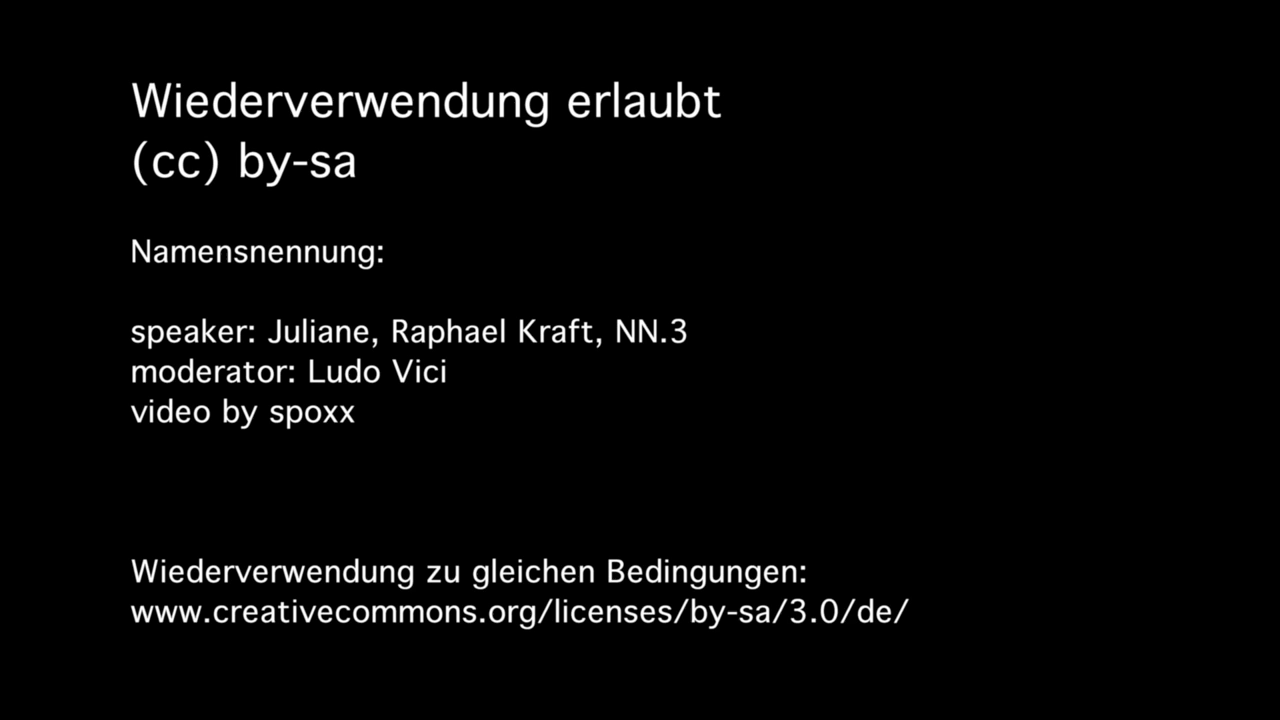 Wiederverwendung erlaubt
(cc) by-sa
Namensnennung:
speaker: Juliane, Raphael Kraft, NN.3
moderator: Ludo Vici
video by spoxx
Wiederverwendung zu gleichen Bedingungen:
www.creativecommons.org/licenses/by-sa/3.0/de/